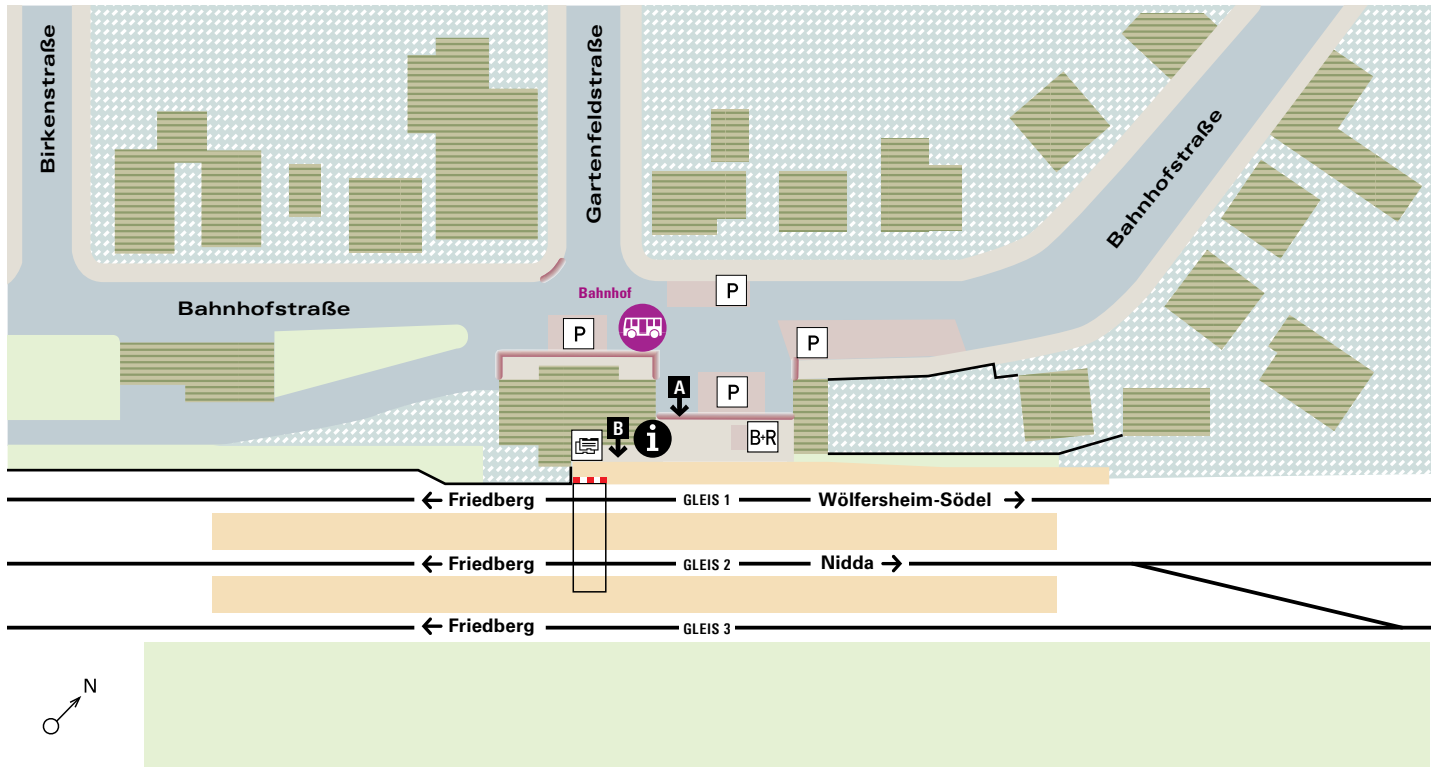 Birkenstraße
Gartenfeldstraße
Bahnhofstraße
Bahnhofstraße
Bahnhof
P
P
P
P
A
B
i
B+R
Friedberg GLEIS 1 Wölfersheim-Södel
Friedberg GLEIS 2 Nidda
Friedberg GLEIS 3
N